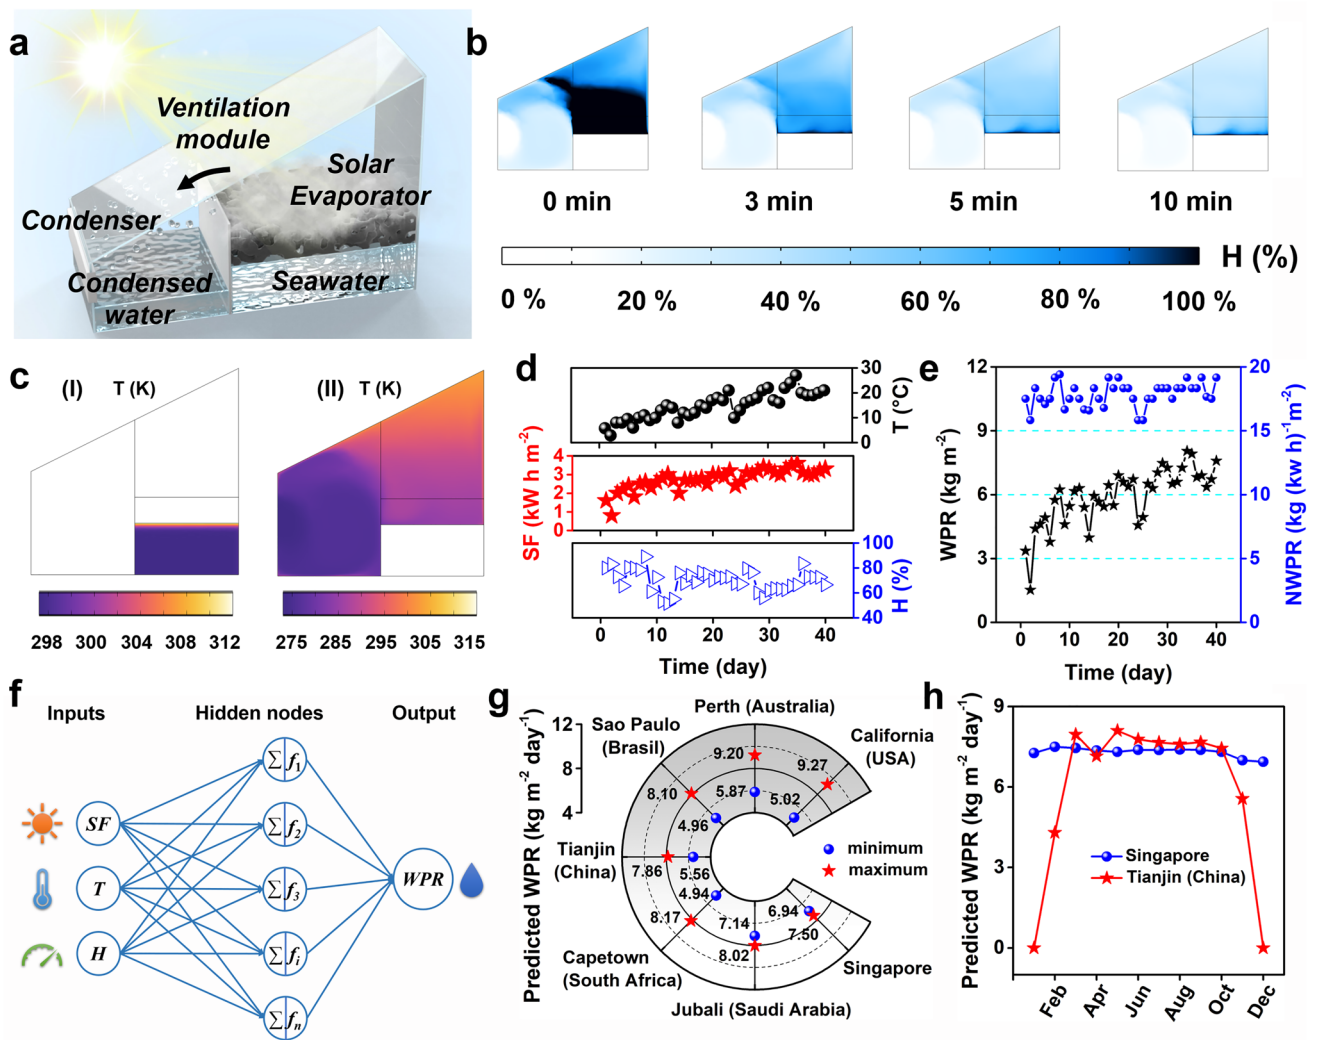 a
Ventilation
module
Solar
Evaporator
Condenser
Condensed
water
Seawater
b
0 min
3 min
5 min
10 min
H (%)
0 %
20 %
40 %
60 %
80 %
100 %
c
(I)
T (K)
298
300
304
308
312
(II)
T (K)
275
285
295
305
315
d
30
20
10
0
T (°C)
SF (kW h m-2)
4
3
2
1
0
100
80
60
40
H (%)
0
10
20
30
40
Time (day)
e
12
9
6
3
0
WPR (kg m-2)
20
15
10
5
0
NWPR (kg (kw h)-1 m-2)
0
10
20
30
40
Time (day)
f
Inputs
Hidden nodes
Output
SF
T
H
∑ f1
∑ f2
∑ f3
∑ fi
∑ fn
WPR
g
Predicted WPR (kg m-2 day-1)
12
8
4
Perth (Australia)
Sao Paulo
(Brasil)
California
(USA)
Tianjin
(China)
Capetown
(South Africa)
Jubali (Saudi Arabia)
Singapore
9.20
5.87
9.27
5.02
8.10
4.96
7.86
5.56
4.94
8.17
7.14
8.02
6.94
7.50
minimum
maximum
h
Predicted WPR (kg m-2 day-1)
9
6
3
0
Singapore
Tianjin (China)
Feb
Apr
Jun
Aug
Oct
Dec